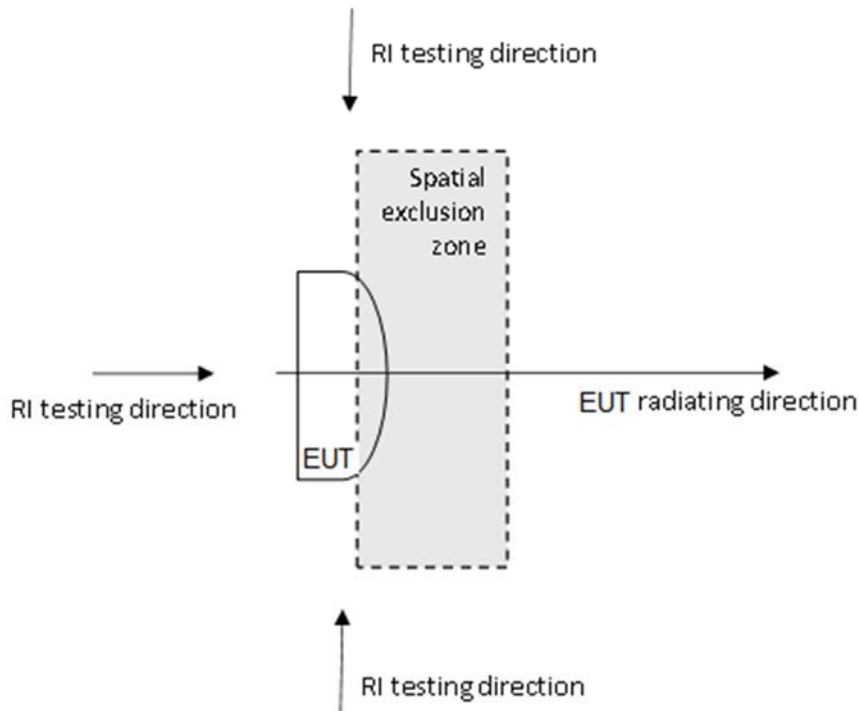 RI testing direction
Spatial
exclusion
zone
RI testing direction
EUT radiating direction
EUT
RI testing direction